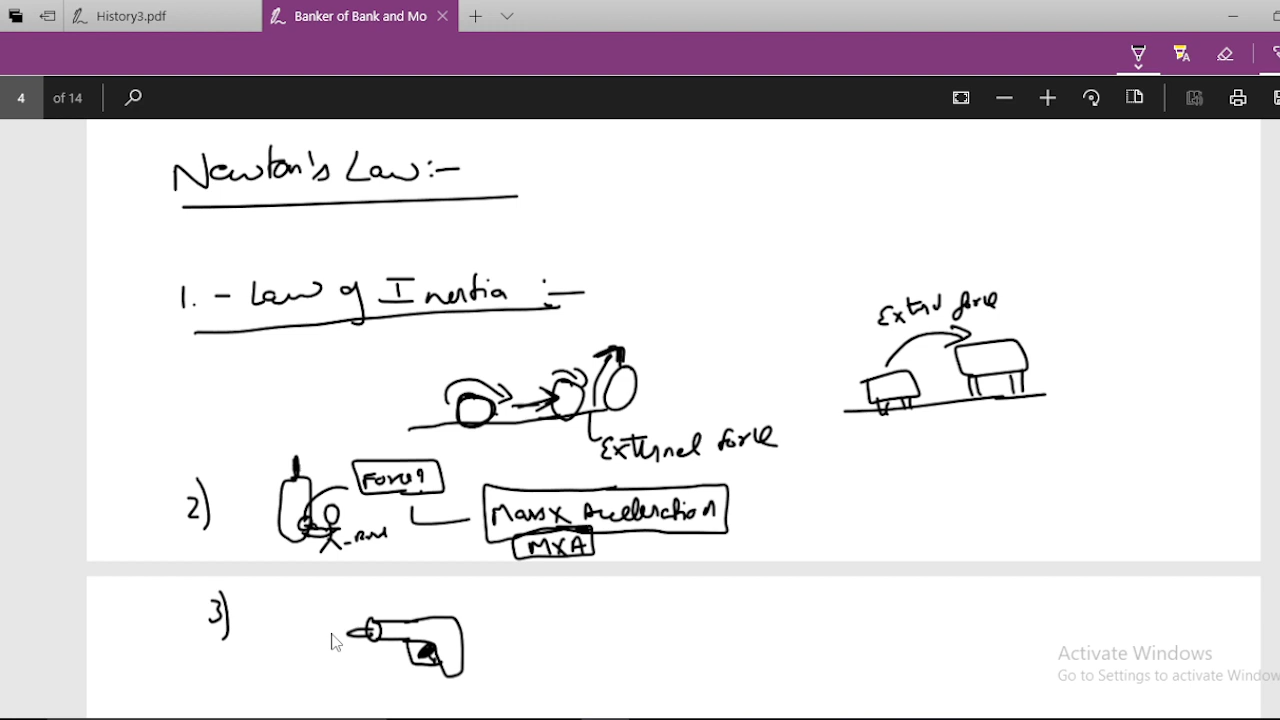 History3.pdf
Banker of Bank and Mo
4 of 14
Newton's Law:-
1. - Law of Inertia :-
External force
External force
2)
Force
Mass x Acceleration
MXA
3)
Activate Windows
Go to Settings to activate Window